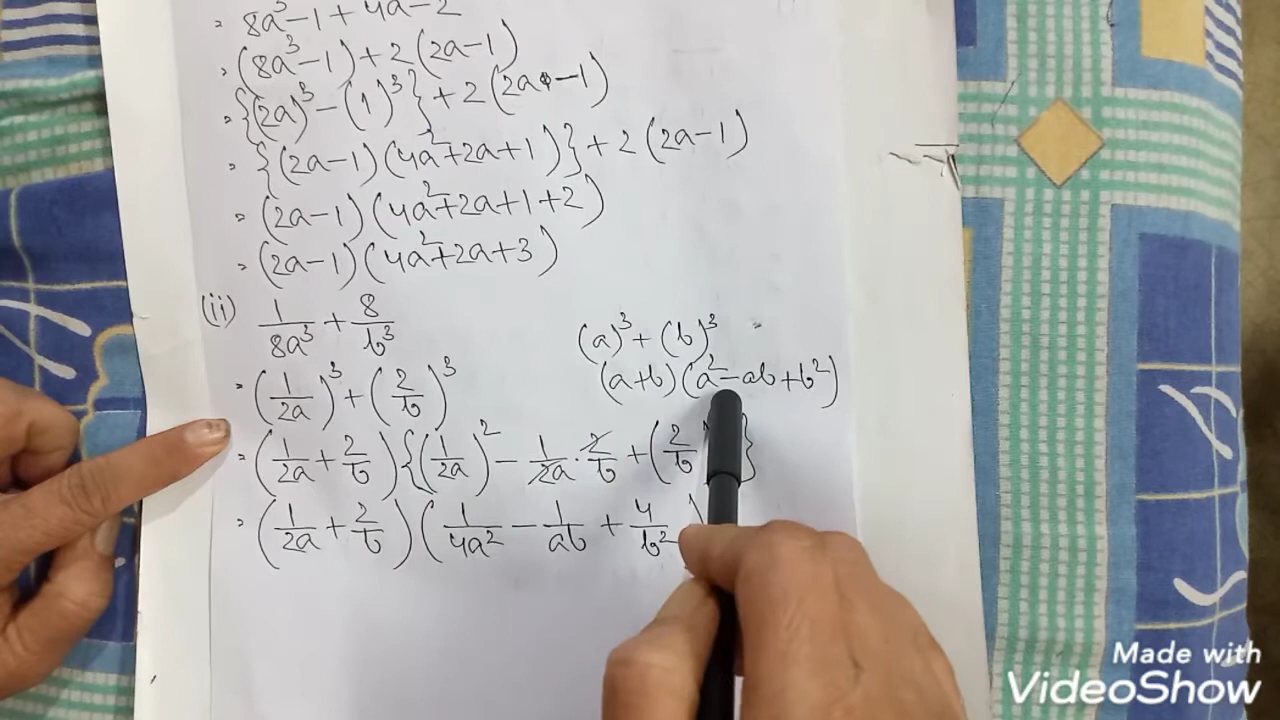 = 8a³-1+4a-2
= (8a³-1)+2(2a-1)
= {(2a)³-(1)³}+2(2a-1)
= {(2a-1)(4a²+2a+1)}+2(2a-1)
= (2a-1)(4a²+2a+1+2)
= (2a-1)(4a²+2a+3)
(ii) 1/8a³ + 8/b³
(a)³+(b)³ =
= (1/2a)³ + (2/b)³
(a+b)(a²-ab+b²)
= (1/2a + 2/b){(1/2a)² - 1/2a · 2/b + (2/b) }
= (1/2a + 2/b)(1/4a² - 1/ab + 4/b²)
Made with
VideoShow